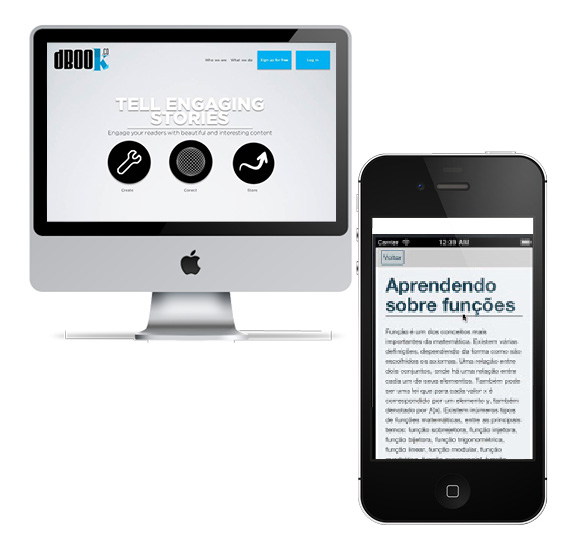 dBook.co
Who we are What we do Sign up for free Log in
TELL ENGAGING
STORIES
Engage your readers with beautiful and interesting content
Create Connect Share
Carrier 12:39 AM
Voltar
Aprendendo
sobre funções
Função é um dos conceitos mais
importantes da matemática. Existem várias
definições, dependendo da forma como são
escolhidos os axiomas. Uma relação entre
dois conjuntos, onde há uma relação entre
cada um de seus elementos. Também pode
ser uma lei que para cada valor x é
correspondido por um elemento y, também
denotado por ƒ(x). Existem inúmeros tipos
de funções matemáticas, entre as principais
temos: função sobrejetora, função injetora,
função bijetora, função trigonométrica,
função linear, função modular, função